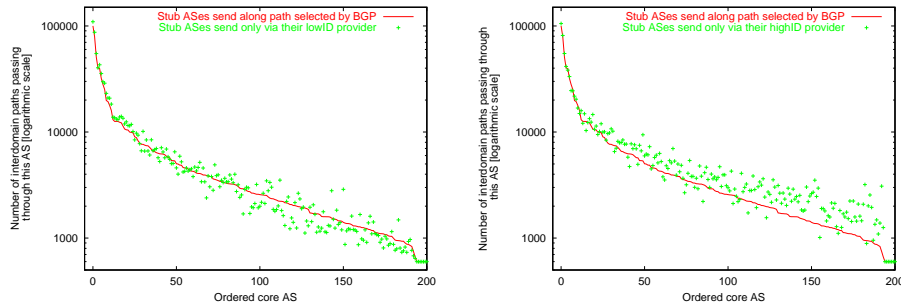 Stub ASes send along path selected by BGP
Stub ASes send only via their lowID provider
Number of interdomain paths passing
through this AS [logarithmic scale]
100000
10000
1000
0
50
100
150
200
Ordered core AS
Stub ASes send along path selected by BGP
Stub ASes send only via their highID provider
Number of interdomain paths passing through
this AS [logarithmic scale]
100000
10000
1000
0
50
100
150
200
Ordered core AS